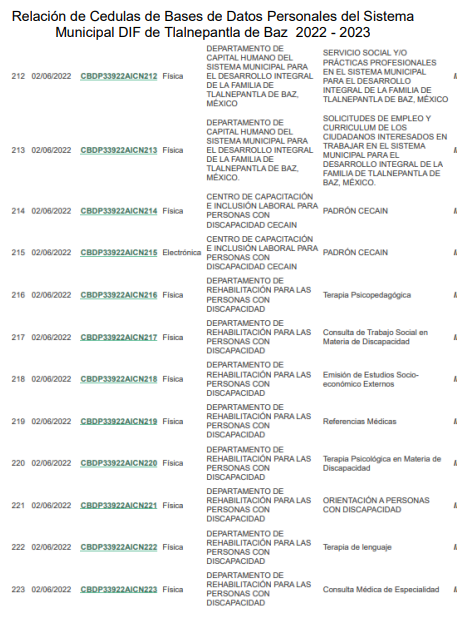 Relación de Cedulas de Bases de Datos Personales del Sistema
Municipal DIF de Tlalnepantla de Baz 2022 - 2023
212 02/06/2022 CBDP33922AICN212 Física
DEPARTAMENTO DE
CAPITAL HUMANO DEL
SISTEMA MUNICIPAL PARA
EL DESARROLLO INTEGRAL
DE LA FAMILIA DE
TLALNEPANTLA DE BAZ,
MÉXICO
SERVICIO SOCIAL Y/O
PRÁCTICAS PROFESIONALES
EN EL SISTEMA MUNICIPAL
PARA EL DESARROLLO
INTEGRAL DE LA FAMILIA DE
TLALNEPANTLA DE BAZ, MÉXICO
213 02/06/2022 CBDP33922AICN213 Física
DEPARTAMENTO DE
CAPITAL HUMANO DEL
SISTEMA MUNICIPAL PARA
EL DESARROLLO INTEGRAL
DE LA FAMILIA DE
TLALNEPANTLA DE BAZ,
MÉXICO.
SOLICITUDES DE EMPLEO Y
CURRICULUM DE LOS
CIUDADANOS INTERESADOS EN
TRABAJAR EN EL SISTEMA
MUNICIPAL PARA EL
DESARROLLO INTEGRAL DE LA
FAMILIA DE TLALNEPANTLA DE
BAZ, MÉXICO.
214 02/06/2022 CBDP33922AICN214 Física
CENTRO DE CAPACITACIÓN
E INCLUSIÓN LABORAL PARA
PERSONAS CON
DISCAPACIDAD CECAIN
PADRÓN CECAIN
215 02/06/2022 CBDP33922AICN215 Electrónica
CENTRO DE CAPACITACIÓN
E INCLUSIÓN LABORAL PARA
PERSONAS CON
DISCAPACIDAD CECAIN
PADRÓN CECAIN
216 02/06/2022 CBDP33922AICN216 Física
DEPARTAMENTO DE
REHABILITACIÓN PARA LAS
PERSONAS CON
DISCAPACIDAD
Terapia Psicopedagógica
217 02/06/2022 CBDP33922AICN217 Física
DEPARTAMENTO DE
REHABILITACIÓN PARA LAS
PERSONAS CON
DISCAPACIDAD
Consulta de Trabajo Social en
Materia de Discapacidad
218 02/06/2022 CBDP33922AICN218 Física
DEPARTAMENTO DE
REHABILITACIÓN PARA LAS
PERSONAS CON
DISCAPACIDAD
Emisión de Estudios Socio-
económico Externos
219 02/06/2022 CBDP33922AICN219 Física
DEPARTAMENTO DE
REHABILITACIÓN PARA LAS
PERSONAS CON
DISCAPACIDAD
Referencias Médicas
220 02/06/2022 CBDP33922AICN220 Física
DEPARTAMENTO DE
REHABILITACIÓN PARA LAS
PERSONAS CON
DISCAPACIDAD
Terapia Psicológica en Materia de
Discapacidad
221 02/06/2022 CBDP33922AICN221 Física
DEPARTAMENTO DE
REHABILITACIÓN PARA LAS
PERSONAS CON
DISCAPACIDAD
ORIENTACIÓN A PERSONAS
CON DISCAPACIDAD
222 02/06/2022 CBDP33922AICN222 Física
DEPARTAMENTO DE
REHABILITACIÓN PARA LAS
PERSONAS CON
DISCAPACIDAD
Terapia de lenguaje
223 02/06/2022 CBDP33922AICN223 Física
DEPARTAMENTO DE
REHABILITACIÓN PARA LAS
PERSONAS CON
DISCAPACIDAD
Consulta Médica de Especialidad